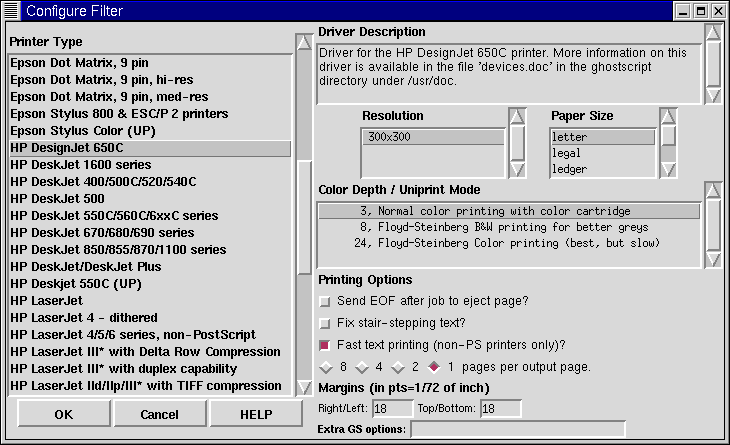 Configure Filter
Printer Type
Epson Dot Matrix, 9 pin
Epson Dot Matrix, 9 pin, hi-res
Epson Dot Matrix, 9 pin, med-res
Epson Stylus 800 & ESC/P 2 printers
Epson Stylus Color (UP)
HP DesignJet 650C
HP DeskJet 1600 series
HP DeskJet 400/500C/520/540C
HP DeskJet 500
HP DeskJet 550C/560C/6xxC series
HP DeskJet 670/680/690 series
HP DeskJet 850/855/870/1100 series
HP DeskJet/DeskJet Plus
HP Deskjet 550C (UP)
HP LaserJet
HP LaserJet 4 - dithered
HP LaserJet 4/5/6 series, non-PostScript
HP LaserJet III* with Delta Row Compression
HP LaserJet III* with duplex capability
HP LaserJet IId/IIp/III* with TIFF compression
OK Cancel HELP
Driver Description
Driver for the HP DesignJet 650C printer. More information on this
driver is available in the file 'devices.doc' in the ghostscript
directory under /usr/doc.
Resolution
300x300
Paper Size
letter
legal
ledger
Color Depth / Uniprint Mode
3, Normal color printing with color cartridge
8, Floyd-Steinberg B&W printing for better greys
24, Floyd-Steinberg Color printing (best, but slow)
Printing Options
Send EOF after job to eject page?
Fix stair-stepping text?
Fast text printing (non-PS printers only)?
8 4 2 1 pages per output page.
Margins (in pts=1/72 of inch)
Right/Left: 18 Top/Bottom: 18
Extra GS options: